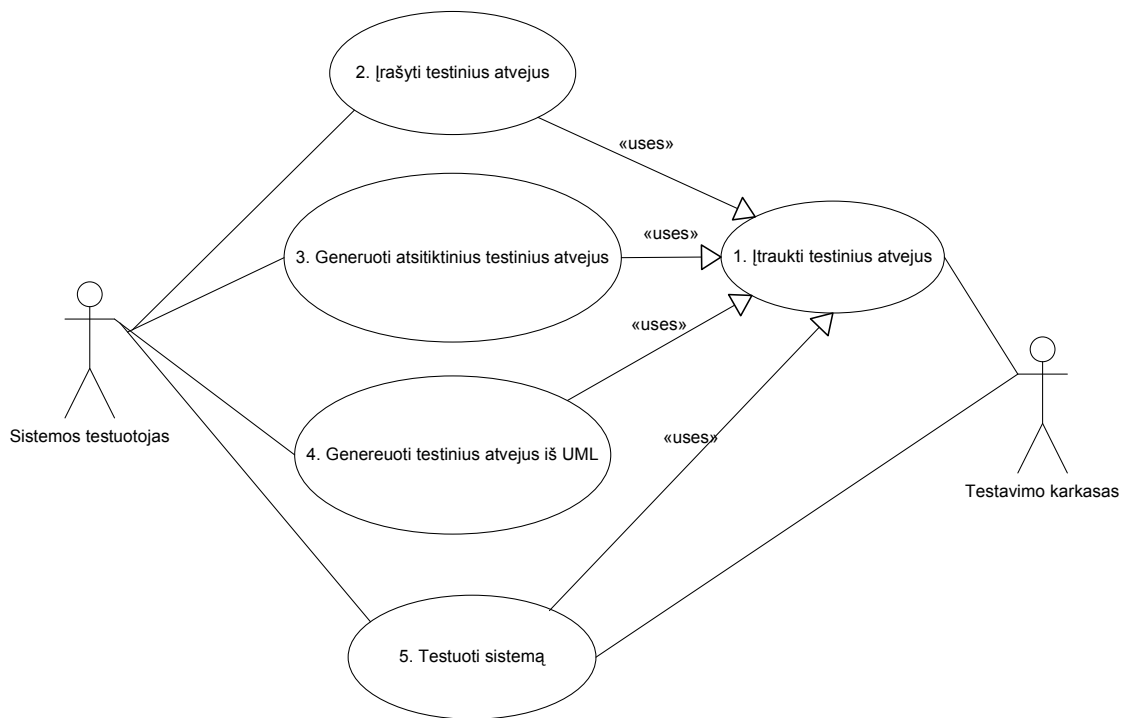 2. Įrašyti testinius atvejus
«uses»
3. Generuoti atsitiktinius testinius atvejus
«uses»
1. Įtraukti testinius atvejus
«uses»
Sistemos testuotojas
4. Genereuoti testinius atvejus iš UML
«uses»
Testavimo karkasas
5. Testuoti sistemą